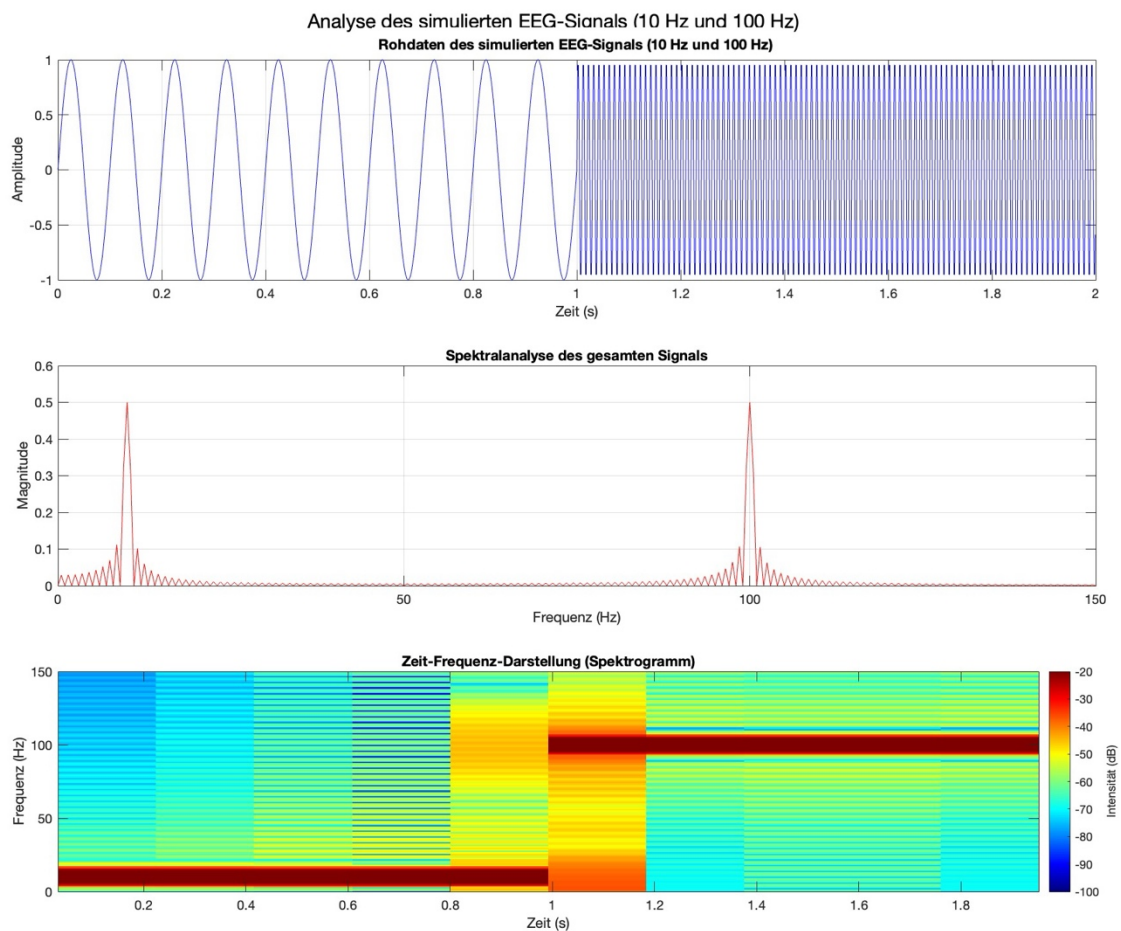 Analyse des simulierten EEG-Signals (10 Hz und 100 Hz)
Rohdaten des simulierten EEG-Signals (10 Hz und 100 Hz)
1
0.5
0
-0.5
-1
Amplitude
0 0.2 0.4 0.6 0.8 1 1.2 1.4 1.6 1.8 2
Zeit (s)
Spektralanalyse des gesamten Signals
0.6
0.5
0.4
0.3
0.2
0.1
0
Magnitude
0 50 100 150
Frequenz (Hz)
Zeit-Frequenz-Darstellung (Spektrogramm)
150
100
50
0
Frequenz (Hz)
0.2 0.4 0.6 0.8 1 1.2 1.4 1.6 1.8
Zeit (s)
-20
-30
-40
-50
-60
-70
-80
-90
-100
Intensität (dB)